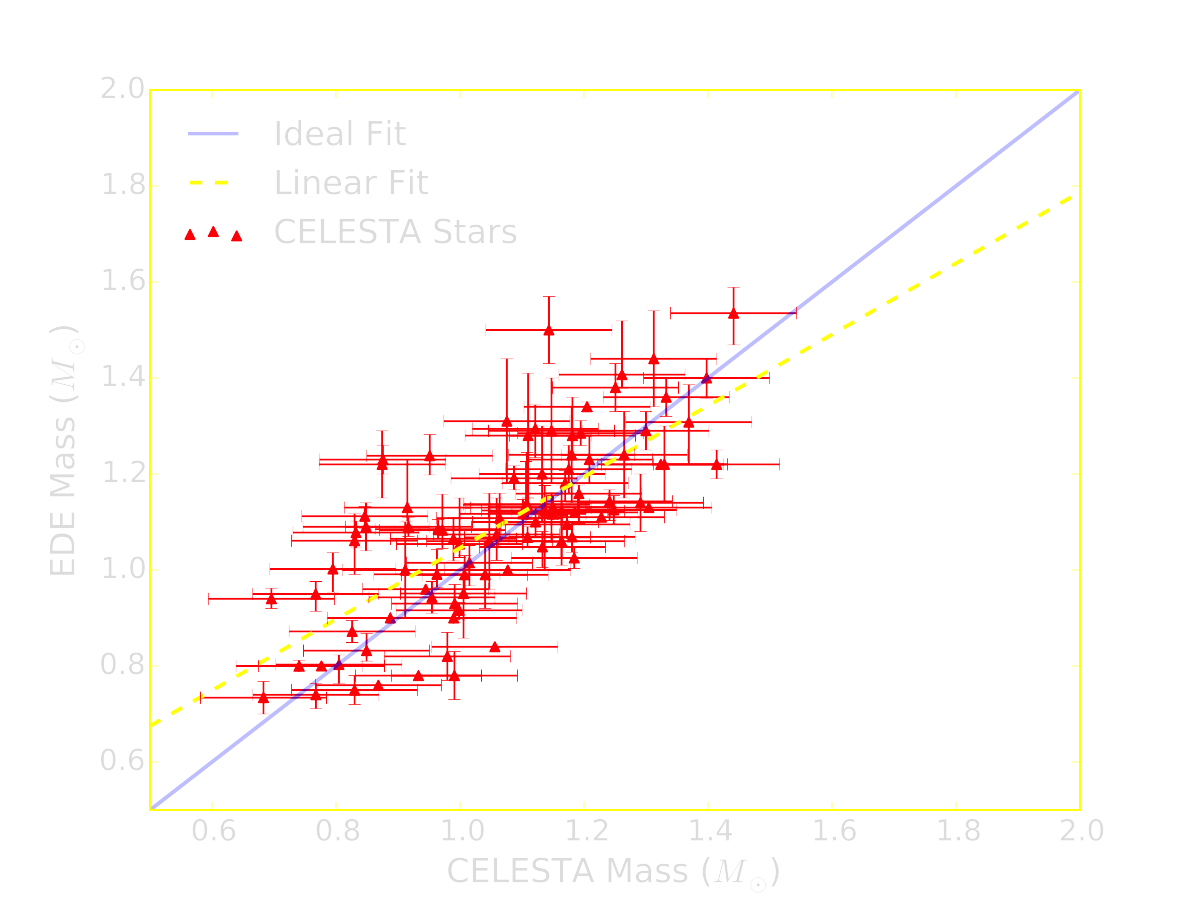 2.0
Ideal Fit
1.8
Linear Fit
CELESTA Stars
1.6
1.4
1.2
1.0
0.8
0.6
EDE Mass (M☉)
0.6 0.8 1.0 1.2 1.4 1.6 1.8 2.0
CELESTA Mass (M☉)